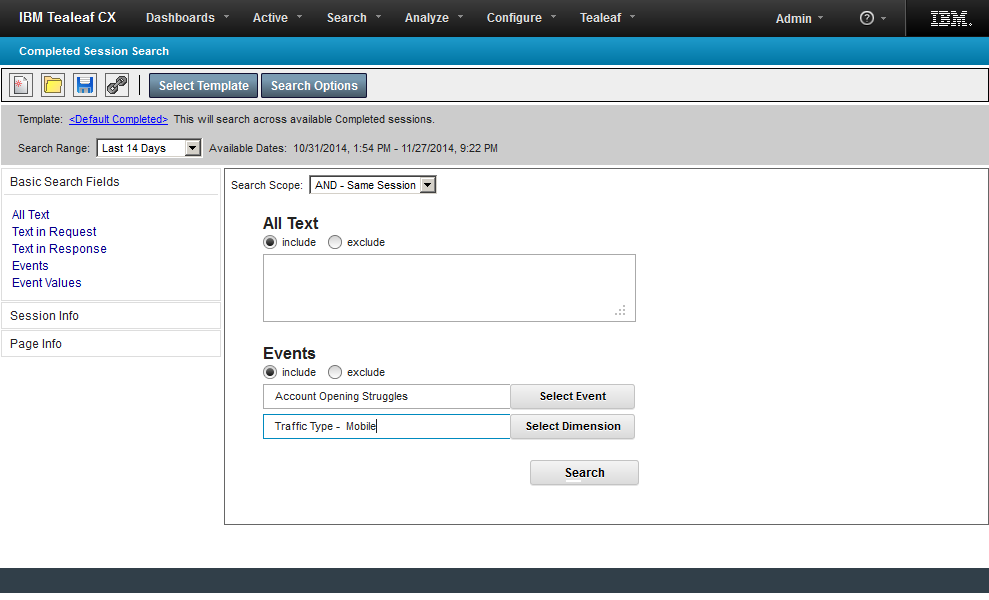 IBM Tealeaf CX Dashboards Active Search Analyze Configure Tealeaf Admin ? IBM.
Completed Session Search
Select Template Search Options
Template: <Default Completed> This will search across available Completed sessions.
Search Range: Last 14 Days Available Dates: 10/31/2014, 1:54 PM - 11/27/2014, 9:22 PM
Basic Search Fields
All Text
Text in Request
Text in Response
Events
Event Values
Session Info
Page Info
Search Scope: AND - Same Session
All Text
include exclude
Events
include exclude
Account Opening Struggles Select Event
Traffic Type - Mobile Select Dimension
Search